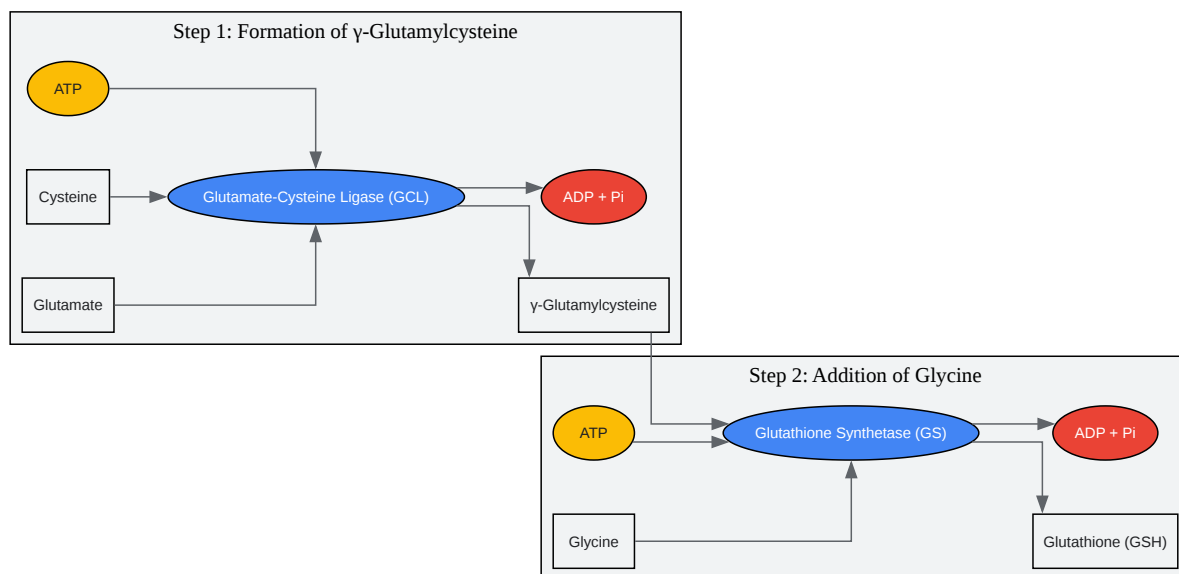 Step 1: Formation of γ-Glutamylcysteine
ATP
Cysteine
Glutamate-Cysteine Ligase (GCL)
ADP + Pi
Glutamate
γ-Glutamylcysteine
Step 2: Addition of Glycine
ATP
Glutathione Synthetase (GS)
ADP + Pi
Glycine
Glutathione (GSH)